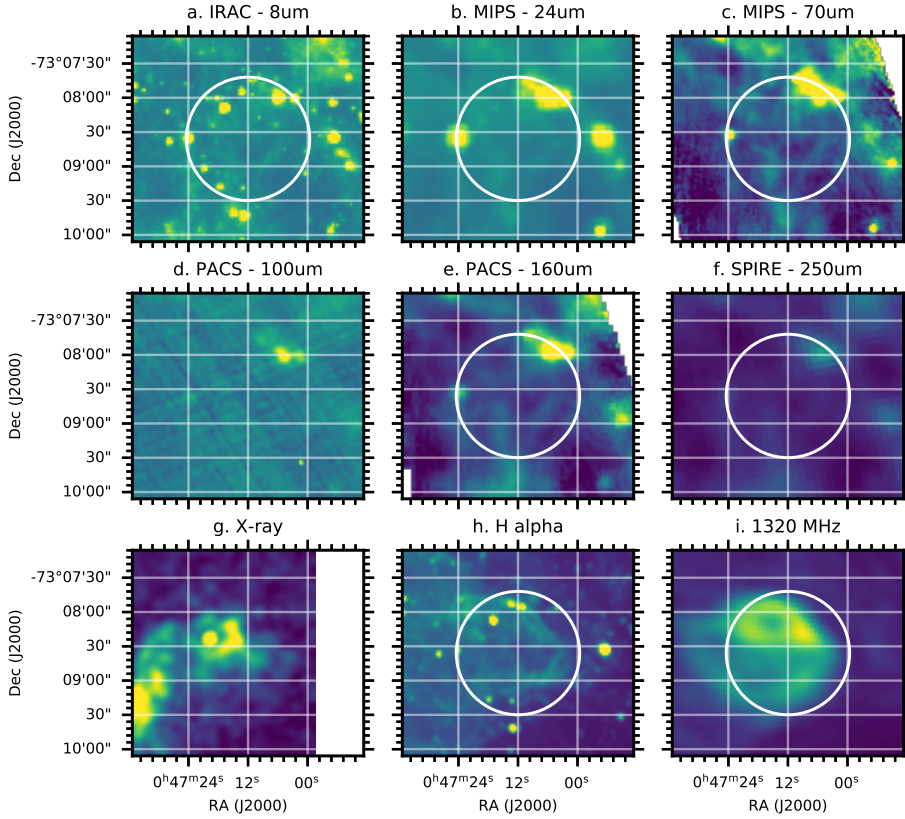 a. IRAC - 8um
b. MIPS - 24um
c. MIPS - 70um
-73°07'30"
08'00"
30"
09'00"
30"
10'00"
Dec (J2000)
d. PACS - 100um
e. PACS - 160um
f. SPIRE - 250um
-73°07'30"
08'00"
30"
09'00"
30"
10'00"
Dec (J2000)
g. X-ray
h. H alpha
i. 1320 MHz
-73°07'30"
08'00"
30"
09'00"
30"
10'00"
Dec (J2000)
0ʰ47ᵐ24ˢ 12ˢ 00ˢ
0ʰ47ᵐ24ˢ 12ˢ 00ˢ
0ʰ47ᵐ24ˢ 12ˢ 00ˢ
RA (J2000)
RA (J2000)
RA (J2000)